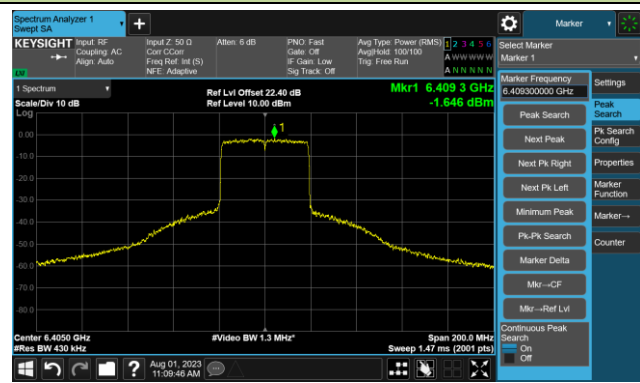 Spectrum Analyzer 1
Swept SA
Marker
KEYSIGHT
Input: RF
Coupling: AC
Align: Auto
Input Z: 50 Ω
Corr CCorr
Freq Ref: Int (S)
NFE: Adaptive
Atten: 6 dB
PNO: Fast
Gate: Off
IF Gain: Low
Sig Track: Off
Avg Type: Power (RMS)
Avg|Hold: 100/100
Trig: Free Run
1 2 3 4 5 6
A W W W W W
A N N N N N
LXI
Select Marker
Marker 1
1 Spectrum
Scale/Div 10 dB
Log
Ref Lvl Offset 22.40 dB
Ref Level 10.00 dBm
Mkr1 6.409 3 GHz
-1.646 dBm
1
0.00
-10.0
-20.0
-30.0
-40.0
-50.0
-60.0
-70.0
-80.0
Center 6.4050 GHz
#Res BW 430 kHz
#Video BW 1.3 MHz*
Span 200.0 MHz
Sweep 1.47 ms (2001 pts)
Marker Frequency
6.409300000 GHz
Peak Search
Next Peak
Next Pk Right
Next Pk Left
Minimum Peak
Pk-Pk Search
Marker Delta
Mkr→CF
Mkr→Ref Lvl
Continuous Peak
Search
On
Off
Settings
Peak
Search
Pk Search
Config
Properties
Marker
Function
Marker→
Counter
?
Aug 01, 2023
11:09:46 AM